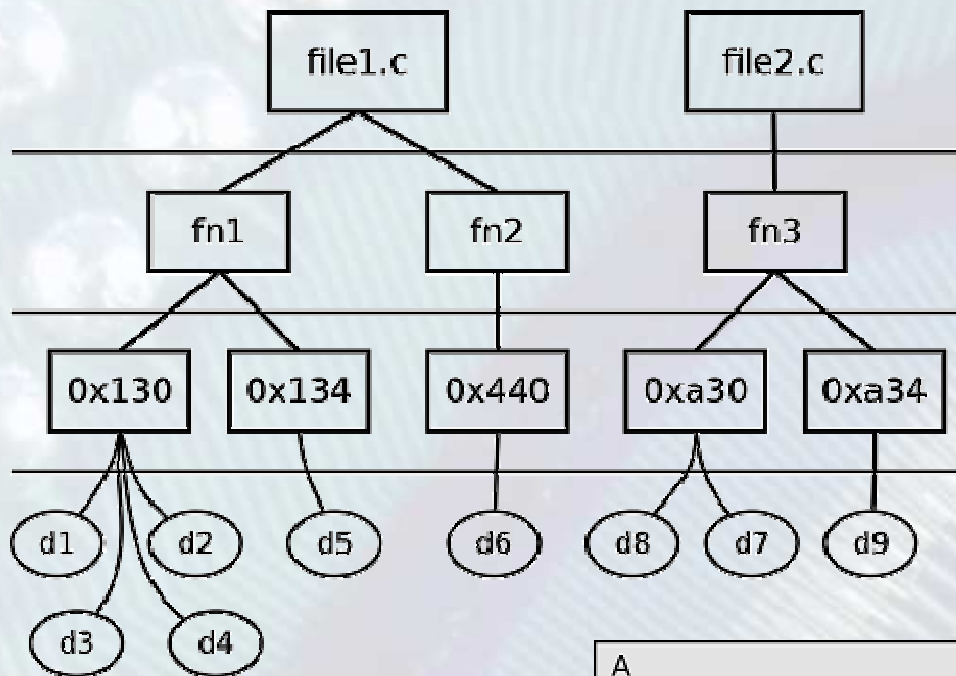 file1.c file2.c
fn1 fn2 fn3
0x130 0x134 0x440 0xa30 0xa34
d1 d2 d5 d6 d8 d7 d9
d3 d4
A